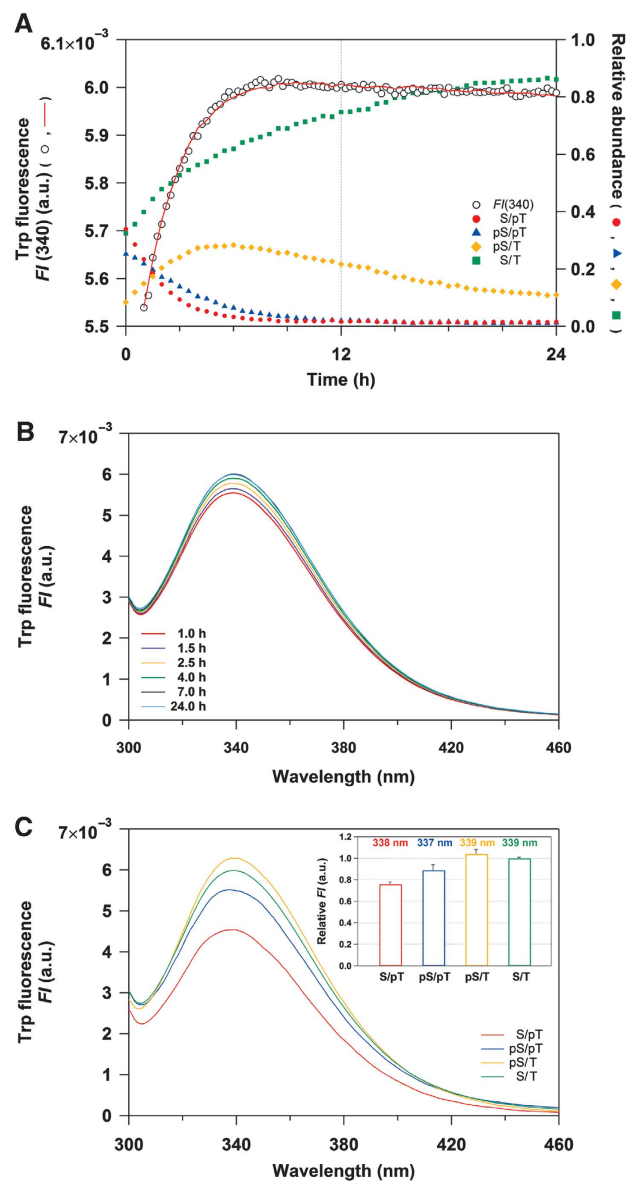 A
6.1×10⁻³
6.0
5.9
5.8
5.7
5.6
5.5
Trp fluorescence
FI (340) (a.u.) ( ○ , — )
1.0
0.8
0.6
0.4
0.2
0.0
Relative abundance ( ● , ▲ , ◆ , ■ )
FI(340)
S/pT
pS/pT
pS/T
S/T
0
12
24
Time (h)
B
7×10⁻³
6
5
4
3
2
1
0
Trp fluorescence
FI (a.u.)
1.0 h
1.5 h
2.5 h
4.0 h
7.0 h
24.0 h
300
340
380
420
460
Wavelength (nm)
C
7×10⁻³
6
5
4
3
2
1
0
Trp fluorescence
FI (a.u.)
1.2
1.0
0.8
0.6
0.4
0.2
0.0
Relative FI (a.u.)
338 nm 337 nm 339 nm 339 nm
S/pT pS/pT pS/T S/T
S/pT
pS/pT
pS/T
S/T
300
340
380
420
460
Wavelength (nm)